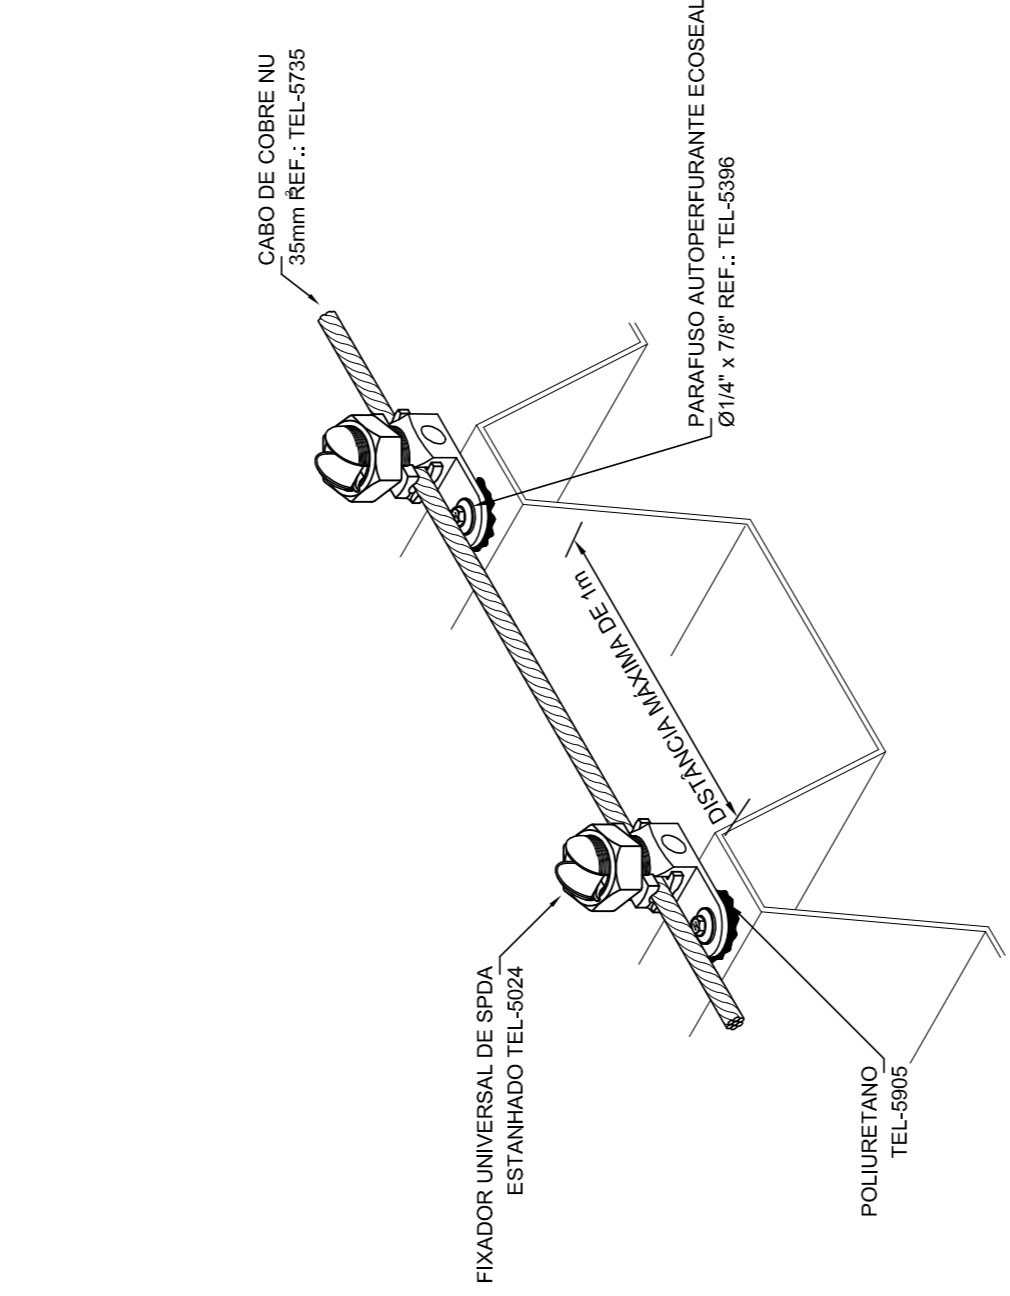 CABO DE COBRE NU
35mm² REF.: TEL-5735
PARAFUSO AUTOPERFURANTE ECOSEAL
Ø1/4" x 7/8" REF.: TEL-5396
DISTÂNCIA MÁXIMA DE 1m
FIXADOR UNIVERSAL DE SPDA
ESTANHADO TEL-5024
POLIURETANO
TEL-5905